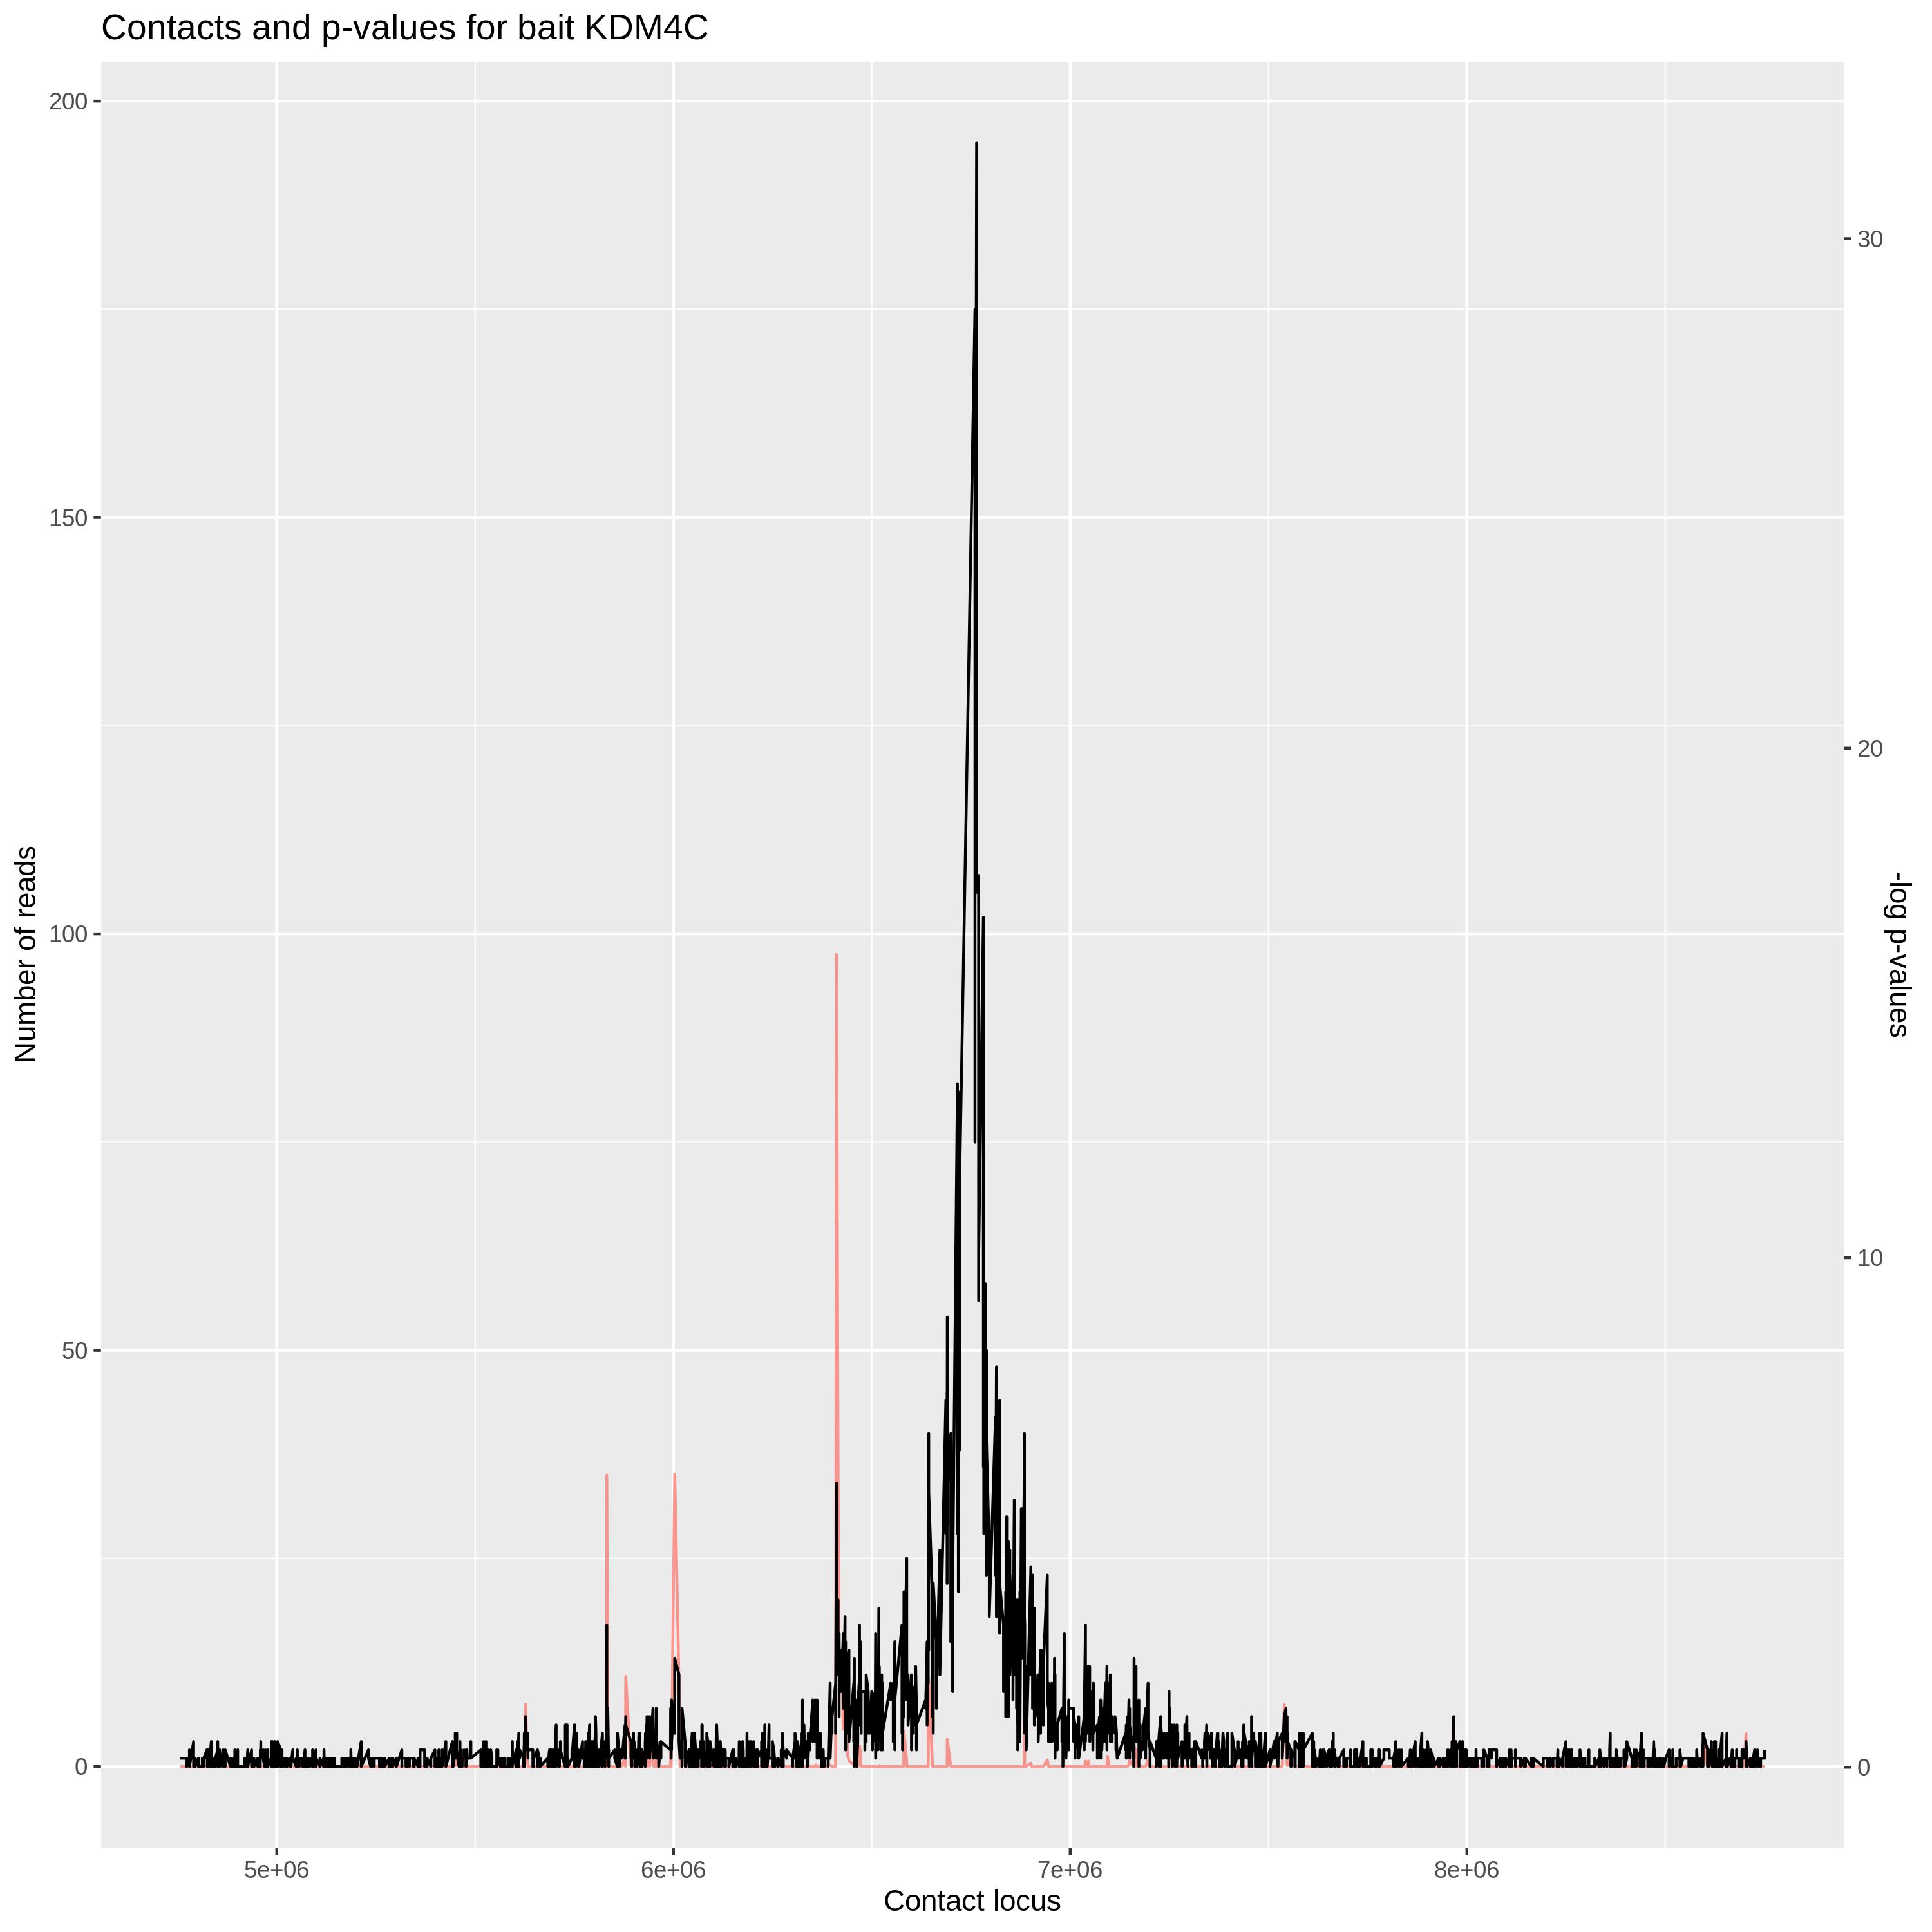 Contacts and p-values for bait KDM4C
200
150
100
50
0
Number of reads
30
20
10
0
-log p-values
5e+06 6e+06 7e+06 8e+06
Contact locus